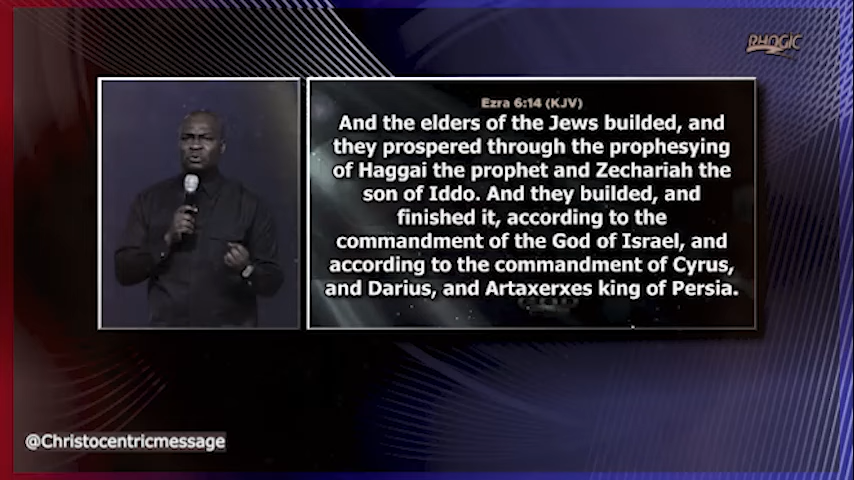 RHOGIC
Ezra 6:14 (KJV)
And the elders of the Jews builded, and
they prospered through the prophesying
of Haggai the prophet and Zechariah the
son of Iddo. And they builded, and
finished it, according to the
commandment of the God of Israel, and
according to the commandment of Cyrus,
and Darius, and Artaxerxes king of Persia.
@Christocentricmessage